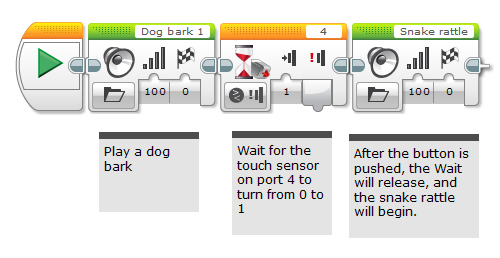 Dog bark 1
4
Snake rattle
100 0
1
100 0
Play a dog
bark
Wait for the
touch sensor
on port 4 to
turn from 0 to
1
After the button is
pushed, the Wait
will release, and
the snake rattle
will begin.